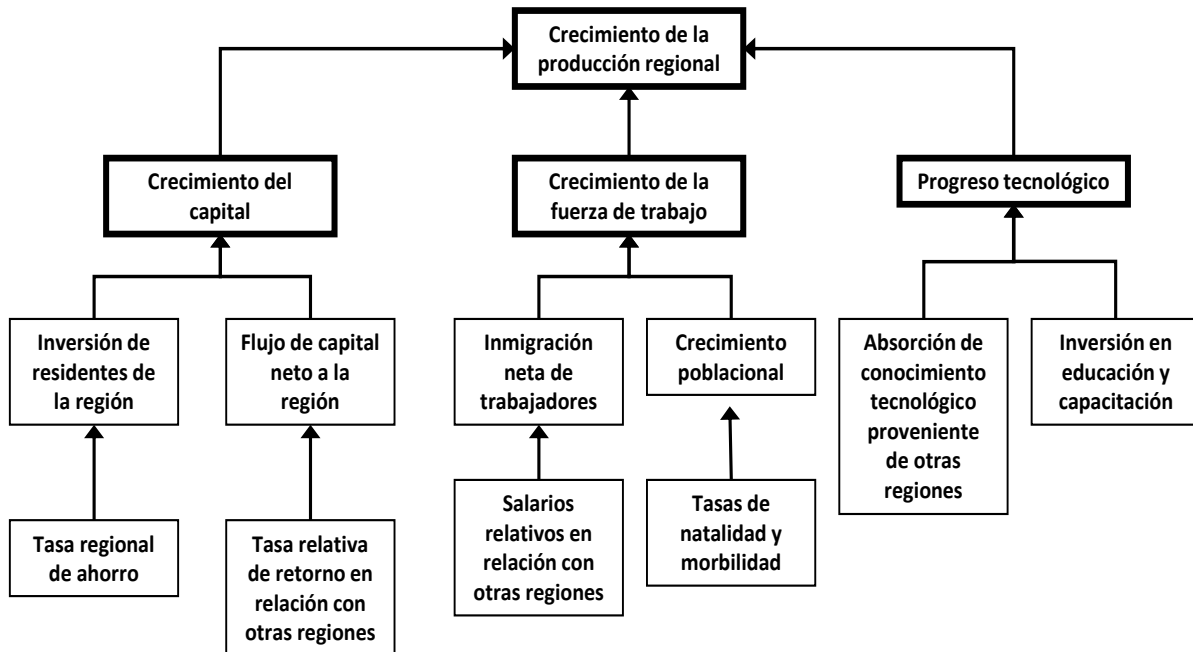 Crecimiento de la
producción regional
Crecimiento del
capital
Crecimiento de la
fuerza de trabajo
Progreso tecnológico
Inversión de
residentes de
la región
Flujo de capital
neto a la
región
Inmigración
neta de
trabajadores
Crecimiento
poblacional
Absorción de
conocimiento
tecnológico
proveniente
de otras
regiones
Inversión en
educación y
capacitación
Tasa regional
de ahorro
Tasa relativa
de retorno en
relación con
otras regiones
Salarios
relativos en
relación con
otras regiones
Tasas de
natalidad y
morbilidad